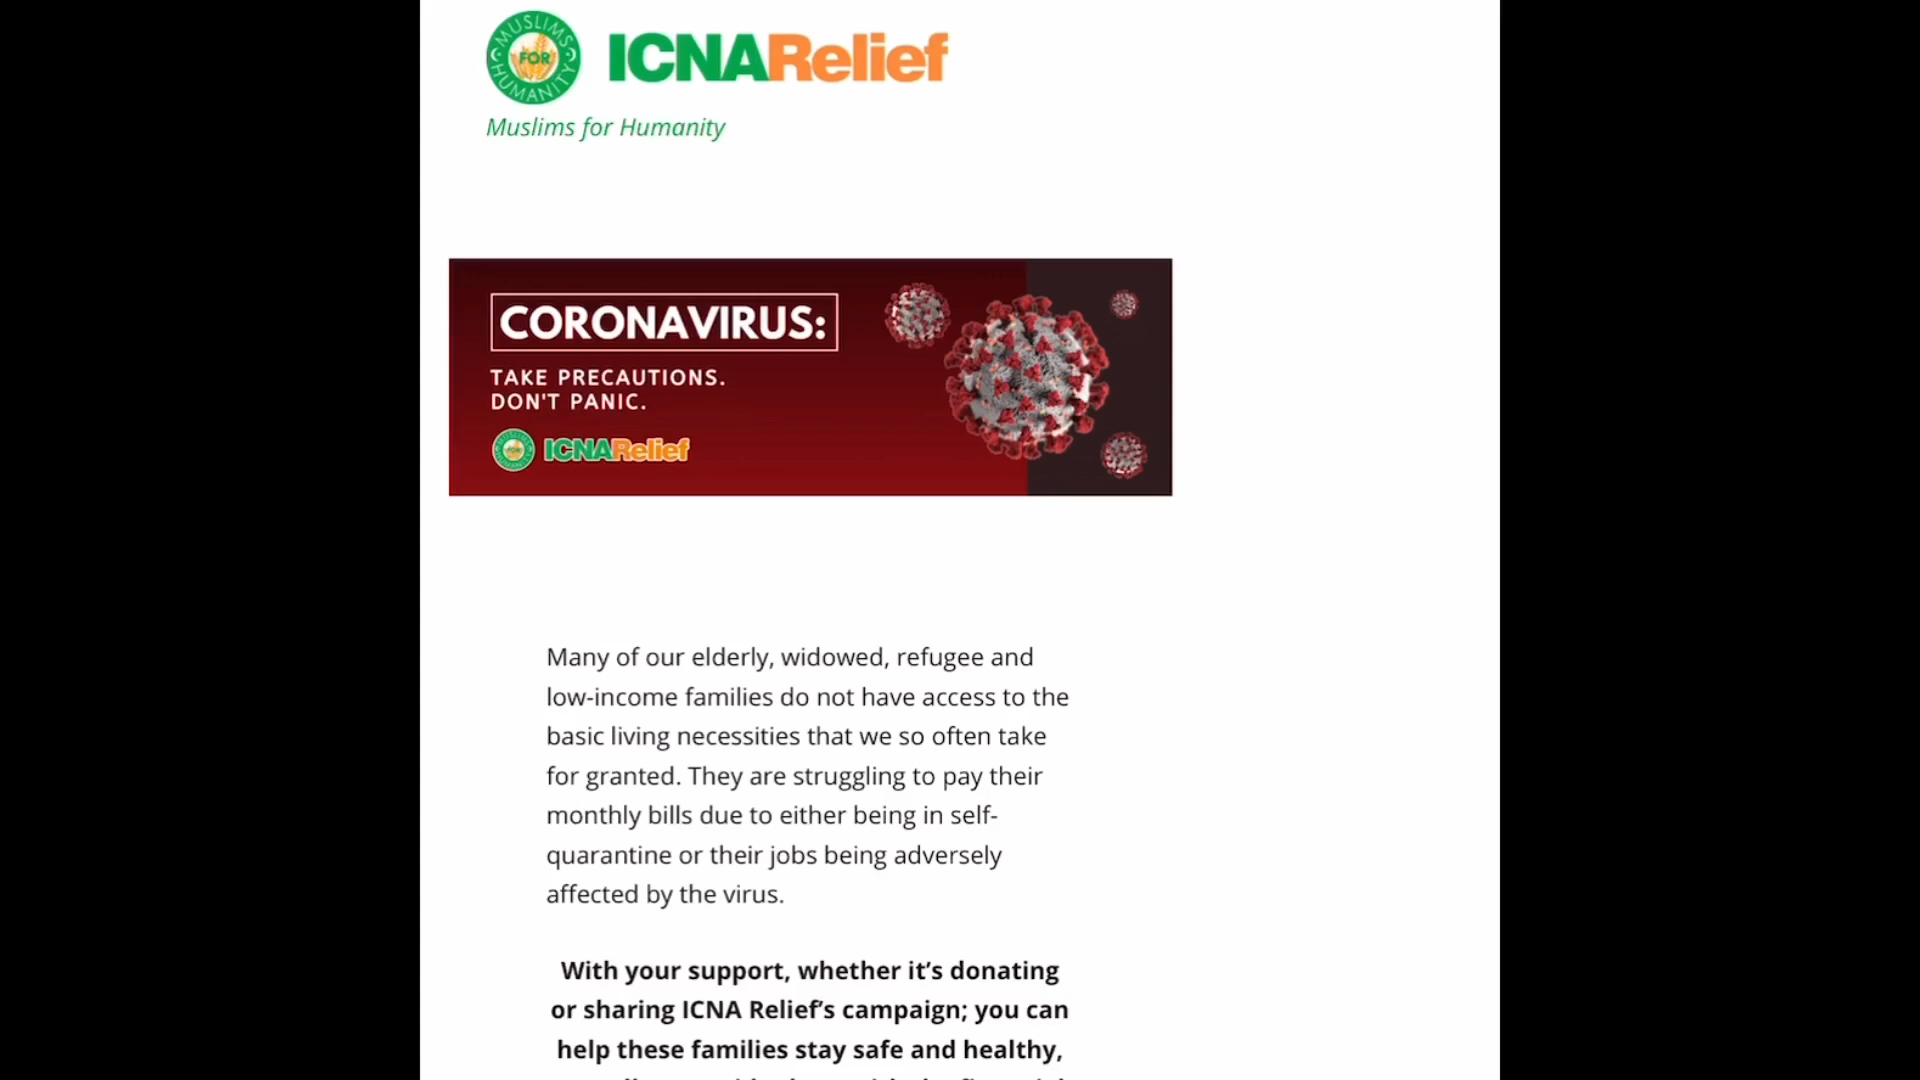 MUSLIMS FOR HUMANITY
ICNARelief
Muslims for Humanity
CORONAVIRUS:
TAKE PRECAUTIONS.
DON'T PANIC.
FOR
ICNARelief
Many of our elderly, widowed, refugee and
low-income families do not have access to the
basic living necessities that we so often take
for granted. They are struggling to pay their
monthly bills due to either being in self-
quarantine or their jobs being adversely
affected by the virus.
With your support, whether it’s donating
or sharing ICNA Relief’s campaign; you can
help these families stay safe and healthy,